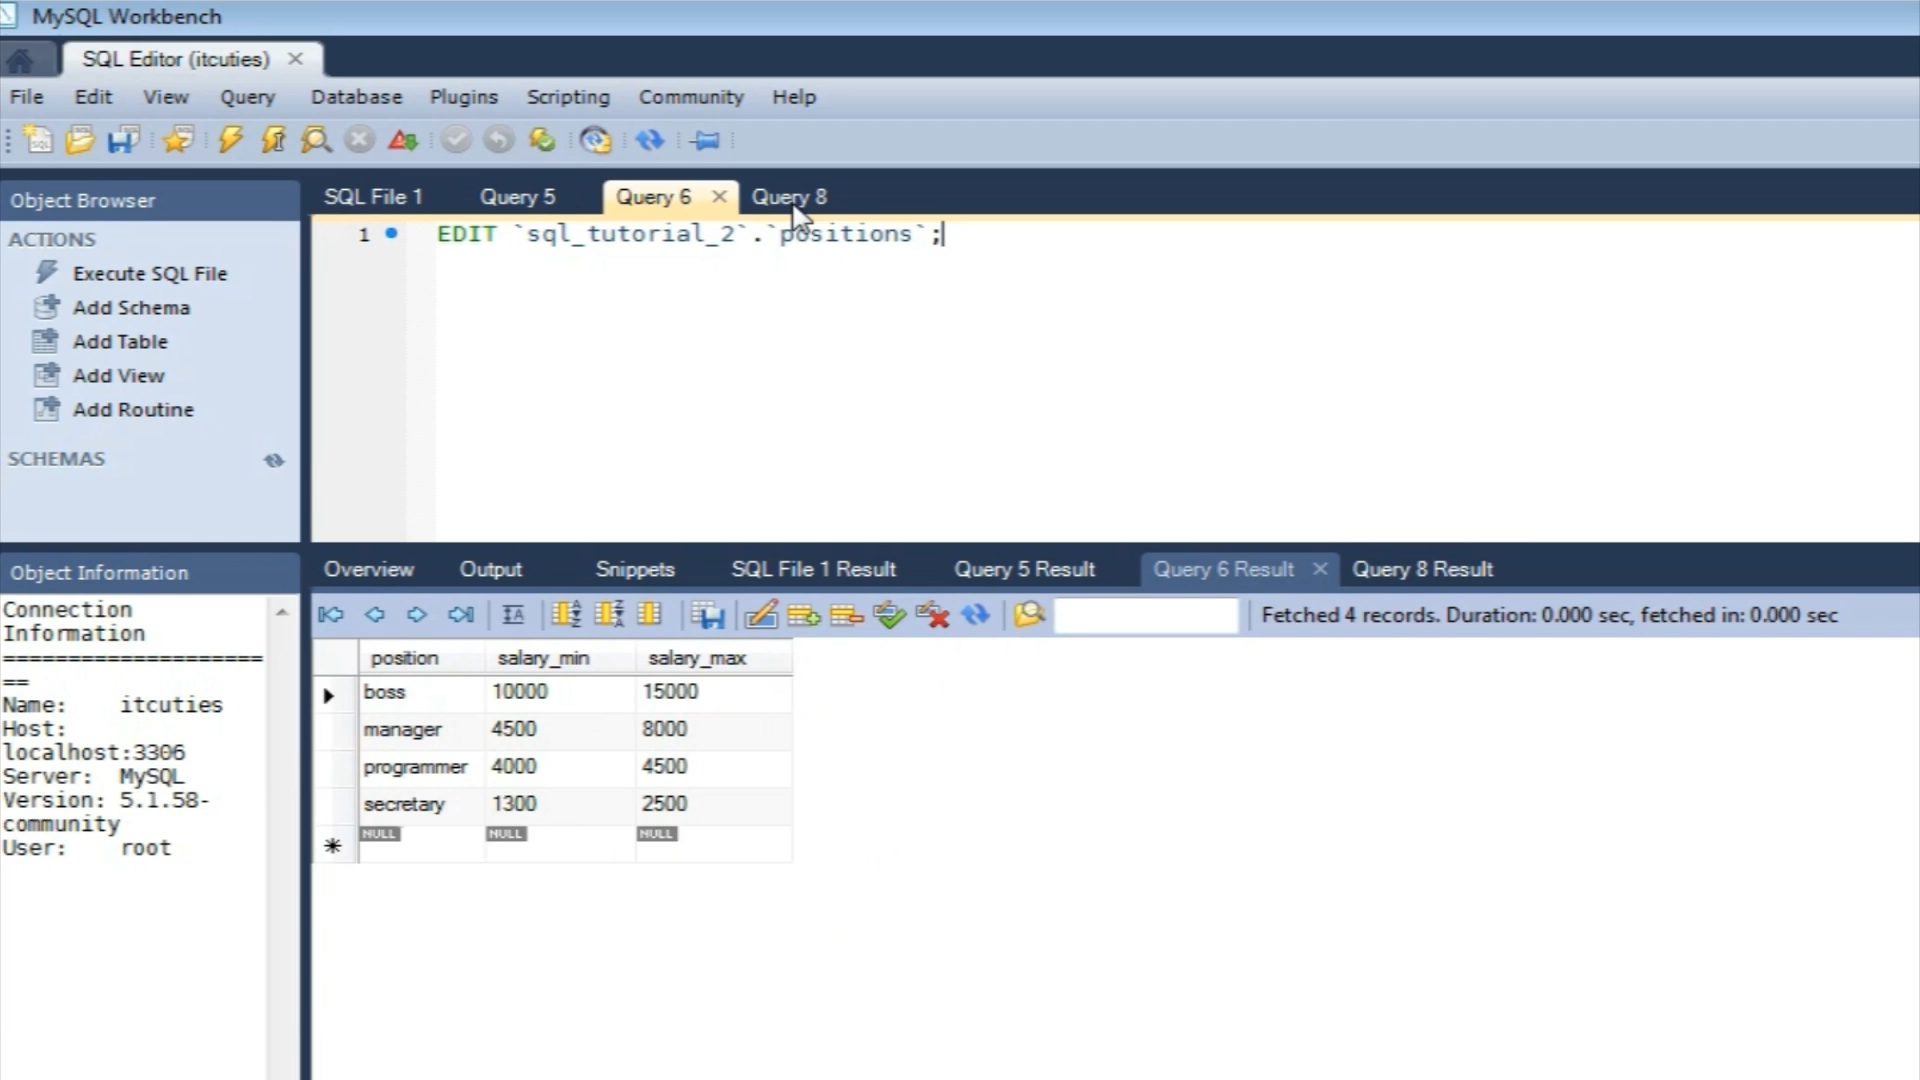 MySQL Workbench
SQL Editor (itcuties)
File Edit View Query Database Plugins Scripting Community Help
Object Browser
ACTIONS
Execute SQL File
Add Schema
Add Table
Add View
Add Routine
SCHEMAS
SQL File 1 Query 5 Query 6 Query 8
1 EDIT `sql_tutorial_2`.`positions`;
Object Information
Connection
Information
=====================
==
Name: itcuties
Host:
localhost:3306
Server: MySQL
Version: 5.1.58-
community
User: root
Overview Output Snippets SQL File 1 Result Query 5 Result Query 6 Result Query 8 Result
Fetched 4 records. Duration: 0.000 sec, fetched in: 0.000 sec
position salary_min salary_max
boss 10000 15000
manager 4500 8000
programmer 4000 4500
secretary 1300 2500
NULL NULL NULL